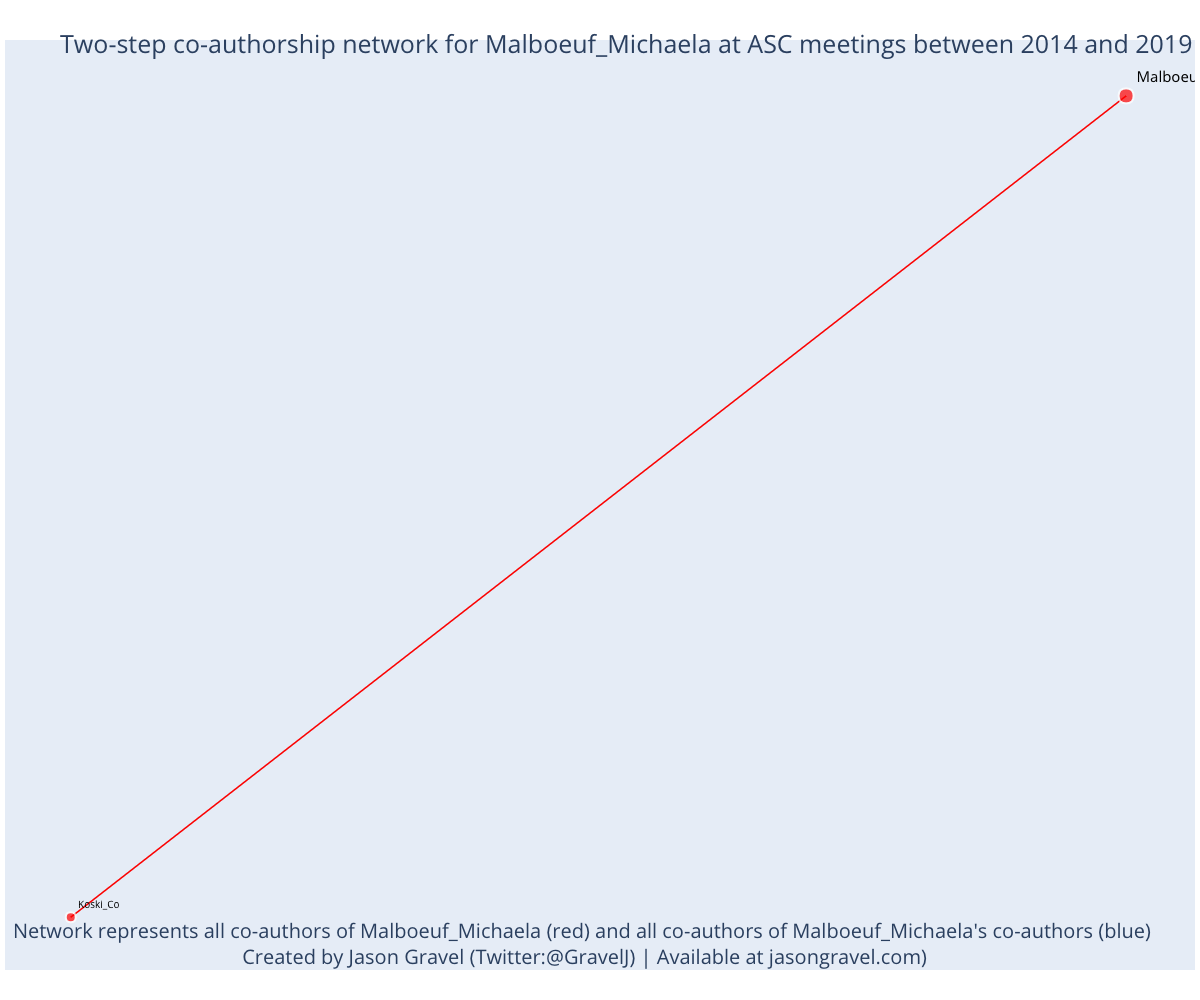 Two-step co-authorship network for Malboeuf_Michaela at ASC meetings between 2014 and 2019
Malboeu
Koski_Co
Network represents all co-authors of Malboeuf_Michaela (red) and all co-authors of Malboeuf_Michaela's co-authors (blue)
Created by Jason Gravel (Twitter:@GravelJ) | Available at jasongravel.com)